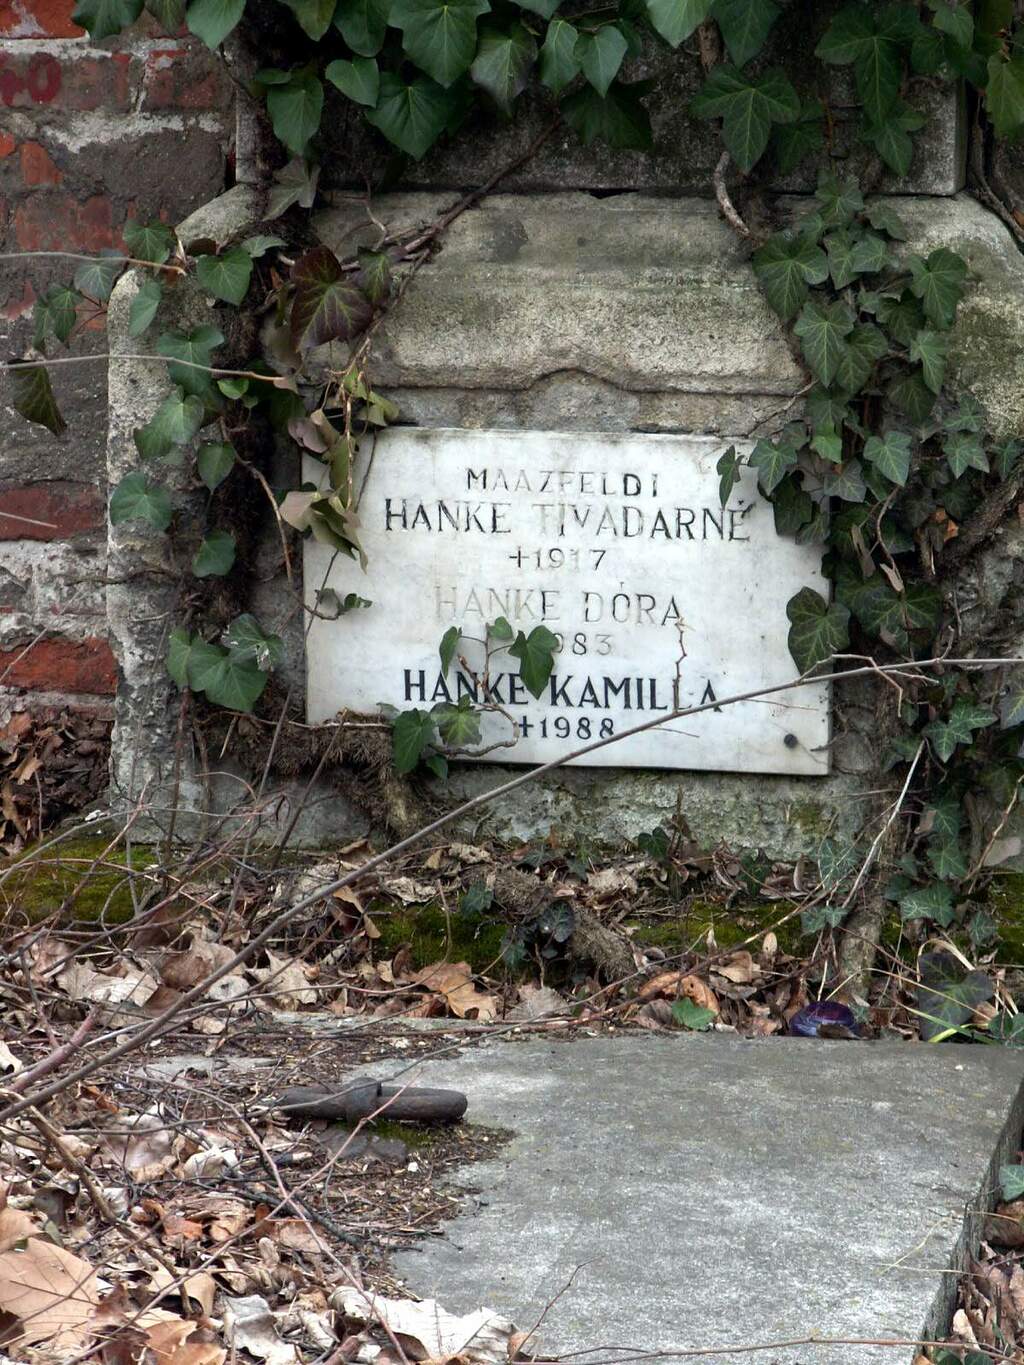 MAAZFELDI
HANKE TIVADARNÉ
+1917
HANKE DÓRA
983
HANKE KAMILLA
+1988